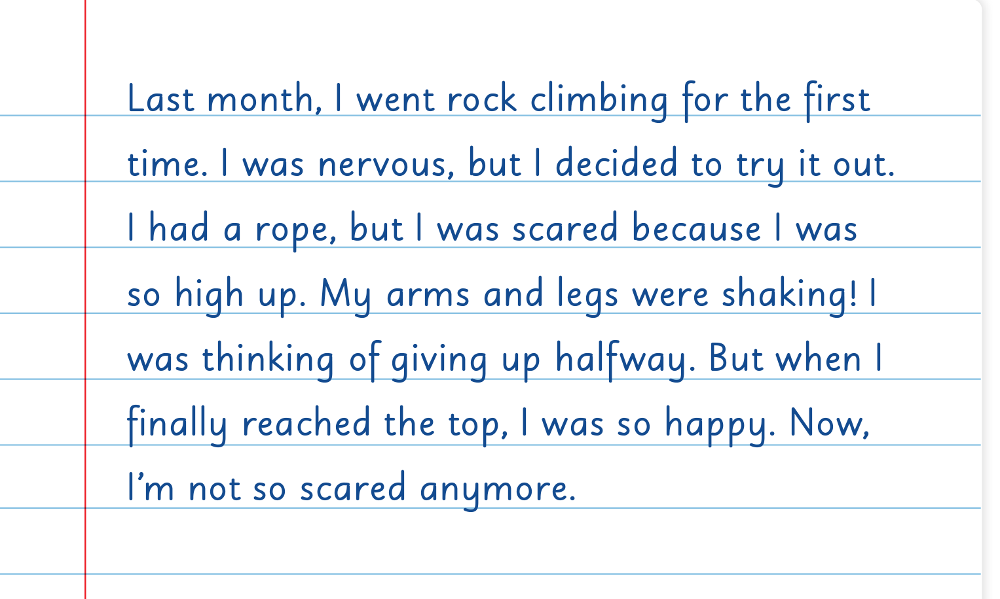 Last month, I went rock climbing for the first
time. I was nervous, but I decided to try it out.
I had a rope, but I was scared because I was
so high up. My arms and legs were shaking! I
was thinking of giving up halfway. But when I
finally reached the top, I was so happy. Now,
I’m not so scared anymore.